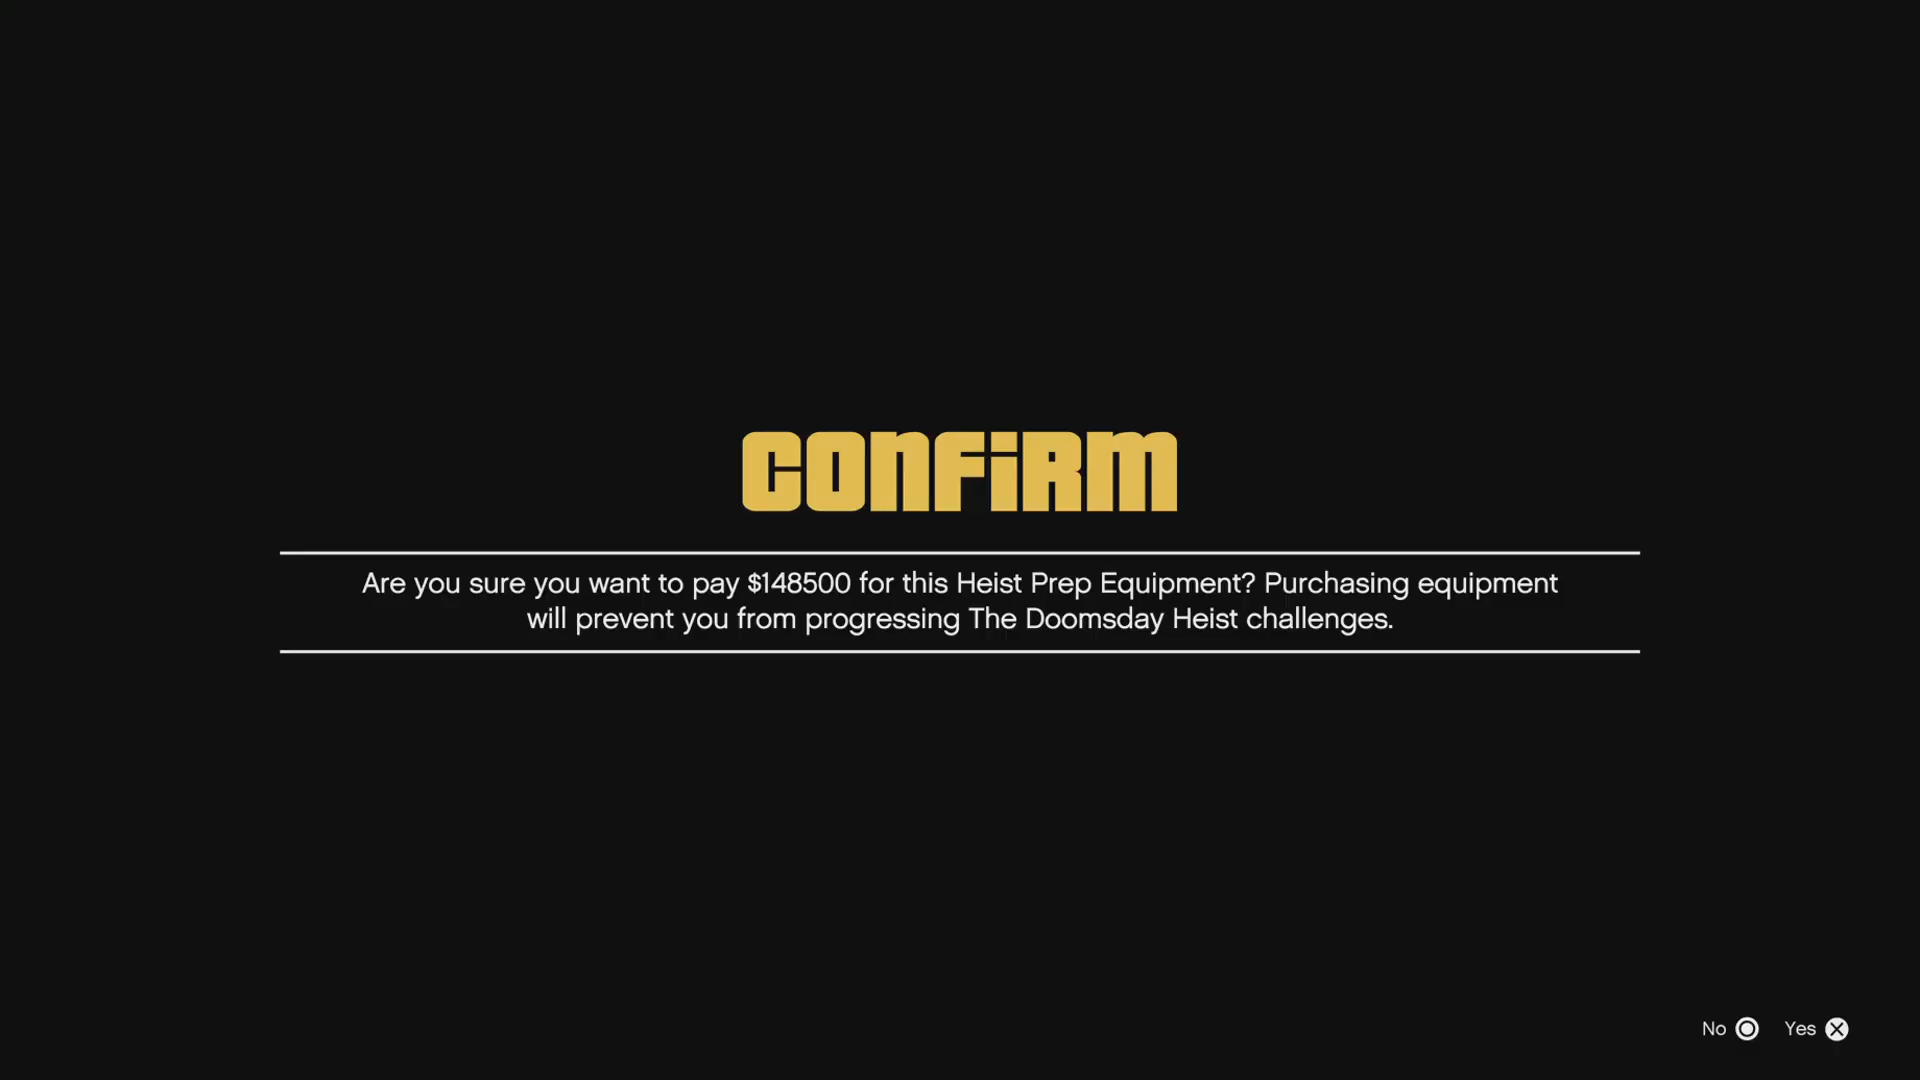 CONFIRM
Are you sure you want to pay $148500 for this Heist Prep Equipment? Purchasing equipment
will prevent you from progressing The Doomsday Heist challenges.
No Yes